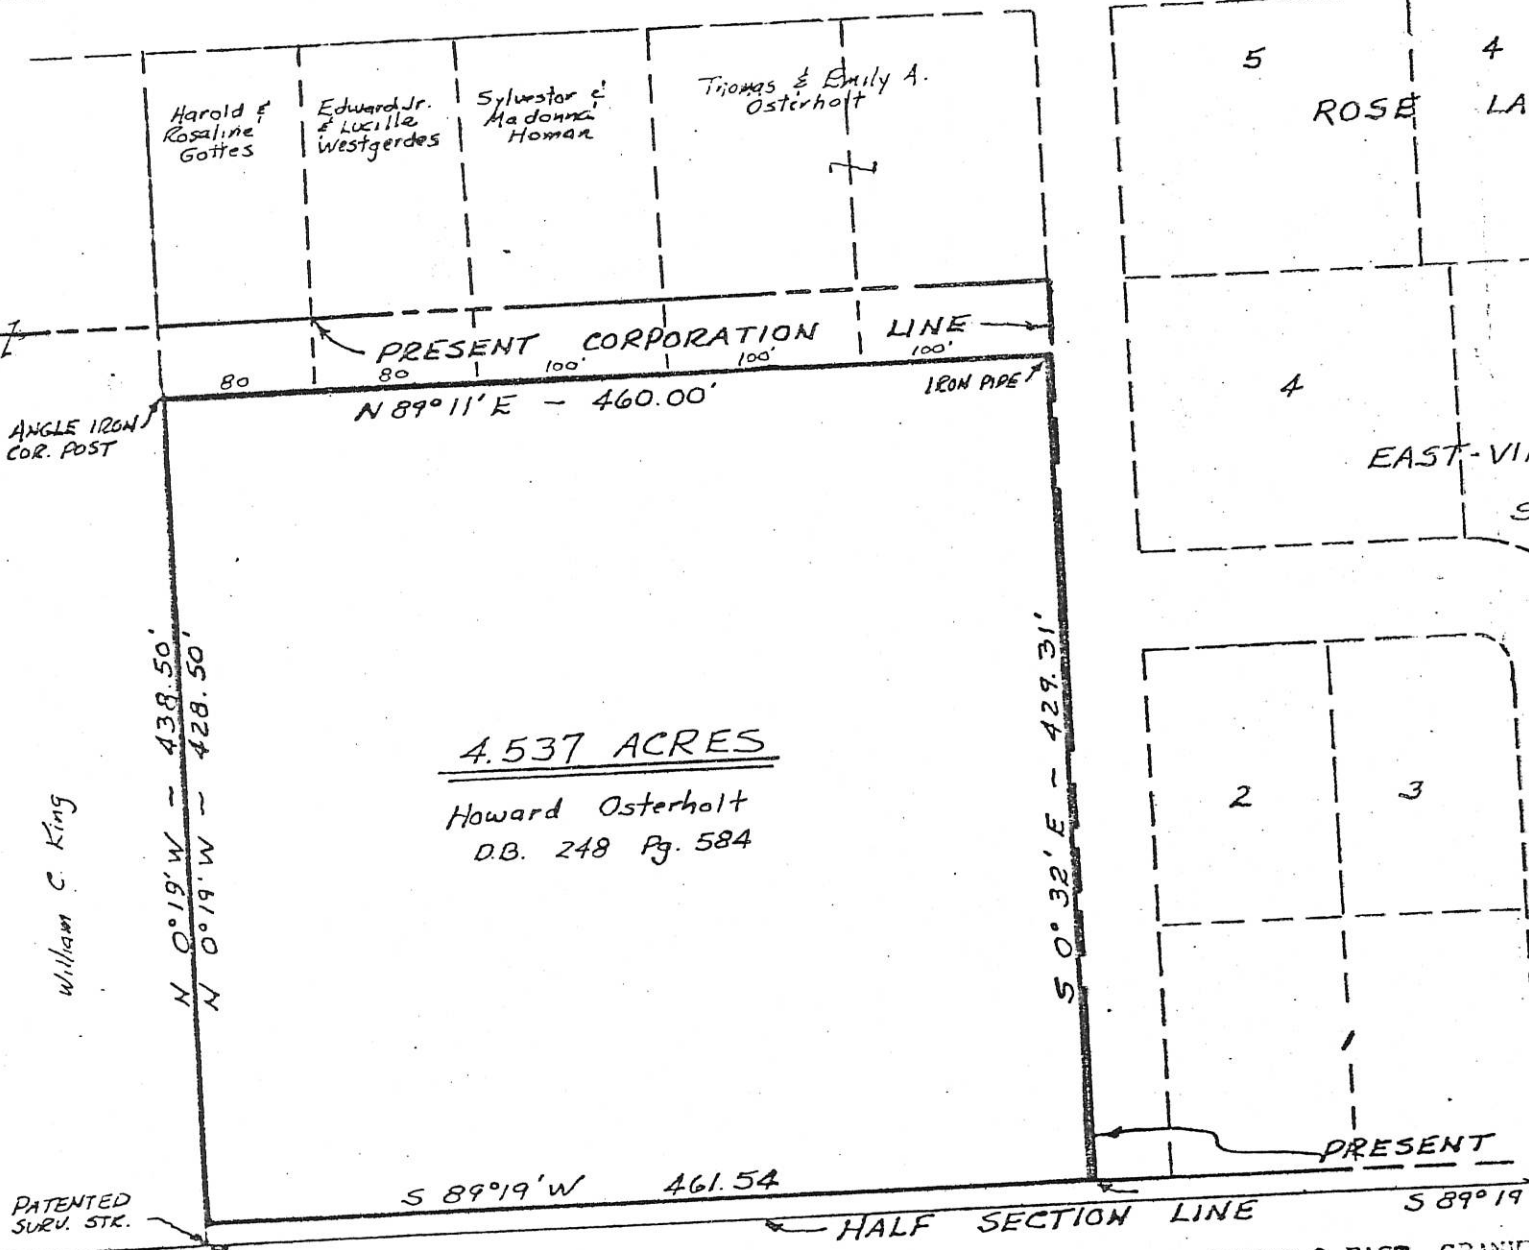 Harold &
Rosaline
Gottes
Edward Jr.
& Lucille
Westgerdes
Sylvestor &
Madonna
Homan
Thomas & Emily A.
Osterholt
5
4
ROSE LA
PRESENT CORPORATION LINE
80
80
100'
100'
100'
N 89°11' E - 460.00'
IRON PIPE
ANGLE IRON
COR. POST
4
EAST-VI
S
N 0°19' W ~ 438.50'
N 0°19' W ~ 428.50'
S 0° 32' E ~ 429.31'
4.537 ACRES
Howard Osterholt
D.B. 248 Pg. 584
William C. King
2
3
PRESENT
S 89°19' W 461.54
PATENTED
SURV. STK.
HALF SECTION LINE
S 89° 19
EAST